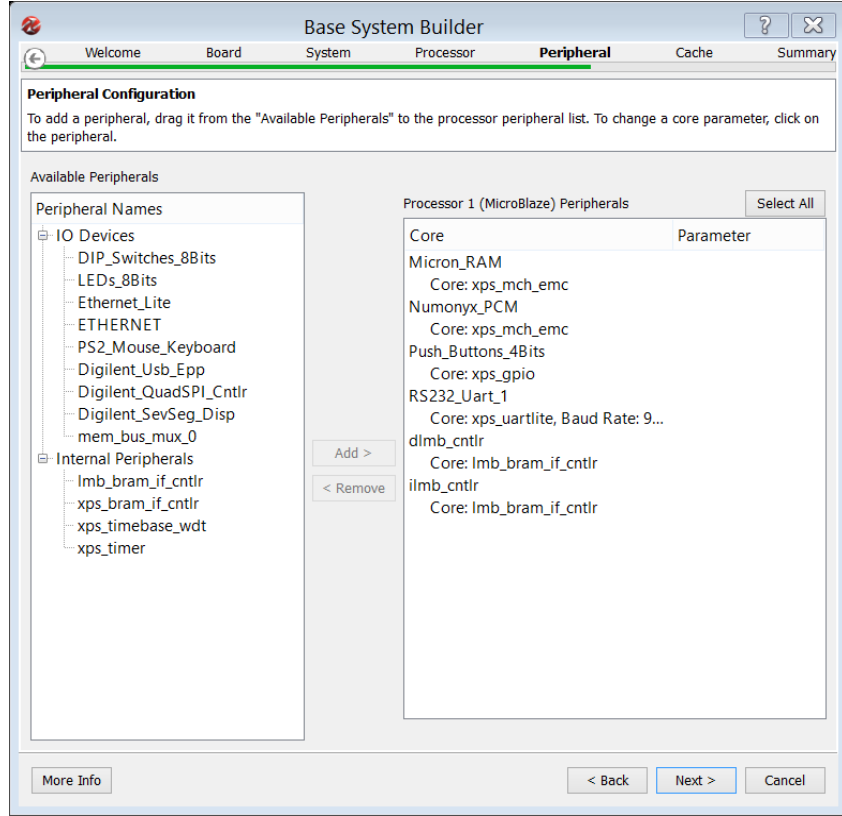 Base System Builder
Welcome Board System Processor Peripheral Cache Summary
Peripheral Configuration
To add a peripheral, drag it from the "Available Peripherals" to the processor peripheral list. To change a core parameter, click on
the peripheral.
Available Peripherals
Peripheral Names
IO Devices
DIP_Switches_8Bits
LEDs_8Bits
Ethernet_Lite
ETHERNET
PS2_Mouse_Keyboard
Digilent_Usb_Epp
Digilent_QuadSPI_Cntlr
Digilent_SevSeg_Disp
mem_bus_mux_0
Internal Peripherals
lmb_bram_if_cntlr
xps_bram_if_cntlr
xps_timebase_wdt
xps_timer
Add >
< Remove
Processor 1 (MicroBlaze) Peripherals
Select All
Core Parameter
Micron_RAM
Core: xps_mch_emc
Numonyx_PCM
Core: xps_mch_emc
Push_Buttons_4Bits
Core: xps_gpio
RS232_Uart_1
Core: xps_uartlite, Baud Rate: 9...
dlmb_cntlr
Core: lmb_bram_if_cntlr
ilmb_cntlr
Core: lmb_bram_if_cntlr
More Info
< Back
Next >
Cancel